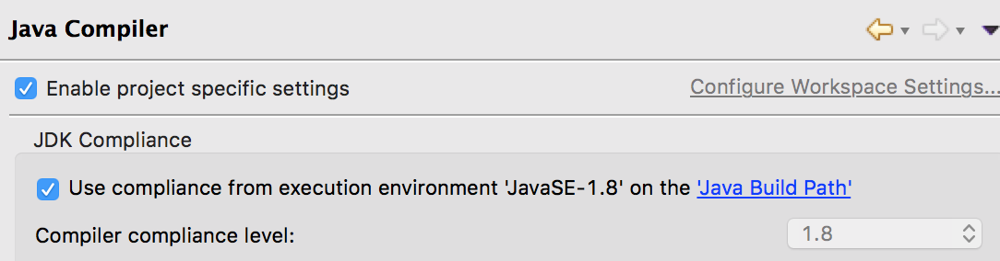 Java Compiler
Enable project specific settings
Configure Workspace Settings...
JDK Compliance
Use compliance from execution environment 'JavaSE-1.8' on the 'Java Build Path'
Compiler compliance level:
1.8